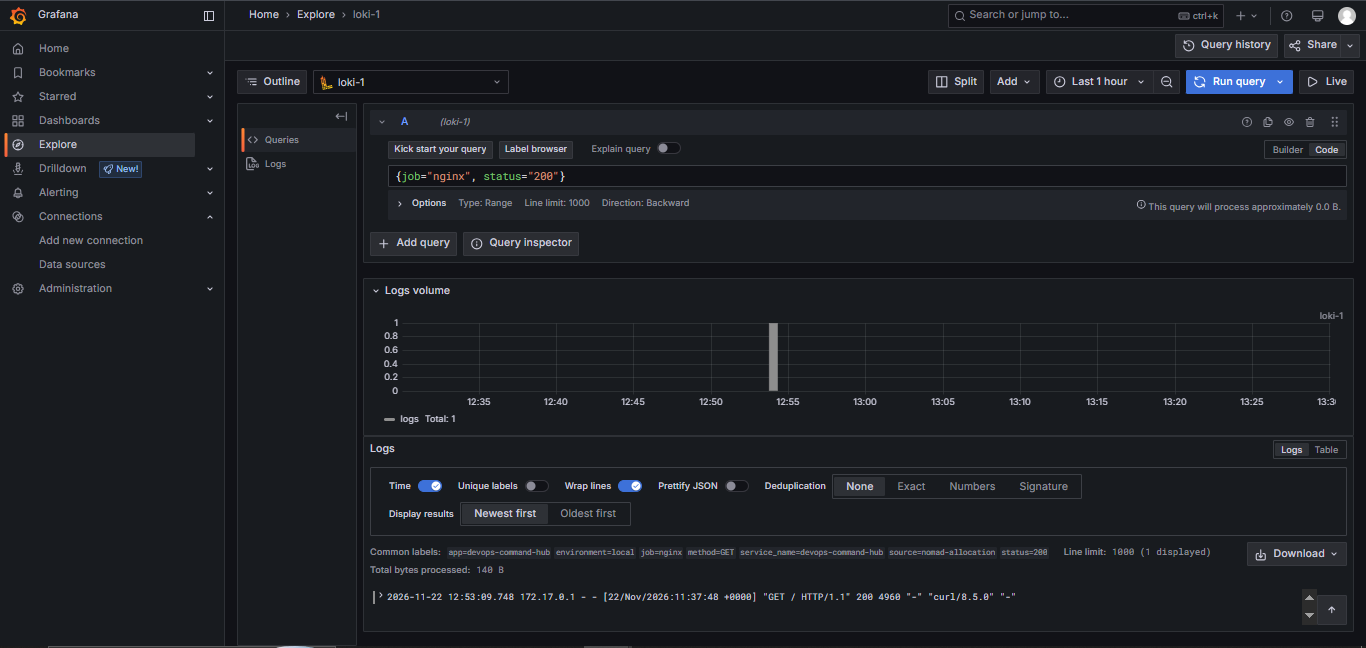 Grafana
Home › Explore › loki-1
Search or jump to... ctrl+k
Query history
Share
Home
Bookmarks
Starred
Dashboards
Explore
Drilldown New!
Alerting
Connections
Add new connection
Data sources
Administration
Outline
loki-1
Split
Add
Last 1 hour
Run query
Live
Queries
Logs
A (loki-1)
Kick start your query
Label browser
Explain query
Builder
Code
{job="nginx", status="200"}
Options Type: Range Line limit: 1000 Direction: Backward
This query will process approximately 0.0 B.
+ Add query
Query inspector
Logs volume
loki-1
1
0.8
0.6
0.4
0.2
0
12:35 12:40 12:45 12:50 12:55 13:00 13:05 13:10 13:15 13:20 13:25 13:3
logs Total: 1
Logs
Logs Table
Time Unique labels Wrap lines Prettify JSON Deduplication None Exact Numbers Signature
Display results Newest first Oldest first
Common labels: app=devops-command-hub environment=local job=nginx method=GET service_name=devops-command-hub source=nomad-allocation status=200 Line limit: 1000 (1 displayed)
Download
Total bytes processed: 140 B
2026-11-22 12:53:09.748 172.17.0.1 - - [22/Nov/2026:11:37:48 +0000] "GET / HTTP/1.1" 200 4960 "-" "curl/8.5.0" "-"